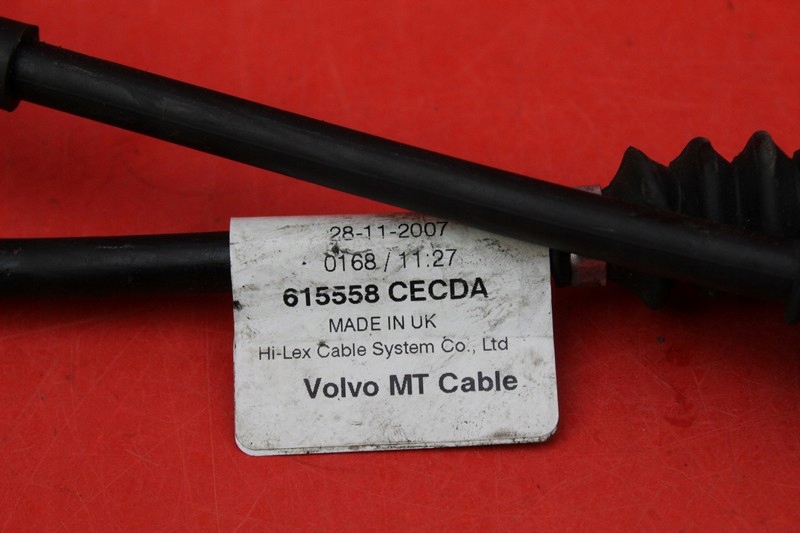 28-11-2007
0168 / 11:27
615558 CECDA
MADE IN UK
Hi-Lex Cable System Co., Ltd
Volvo MT Cable